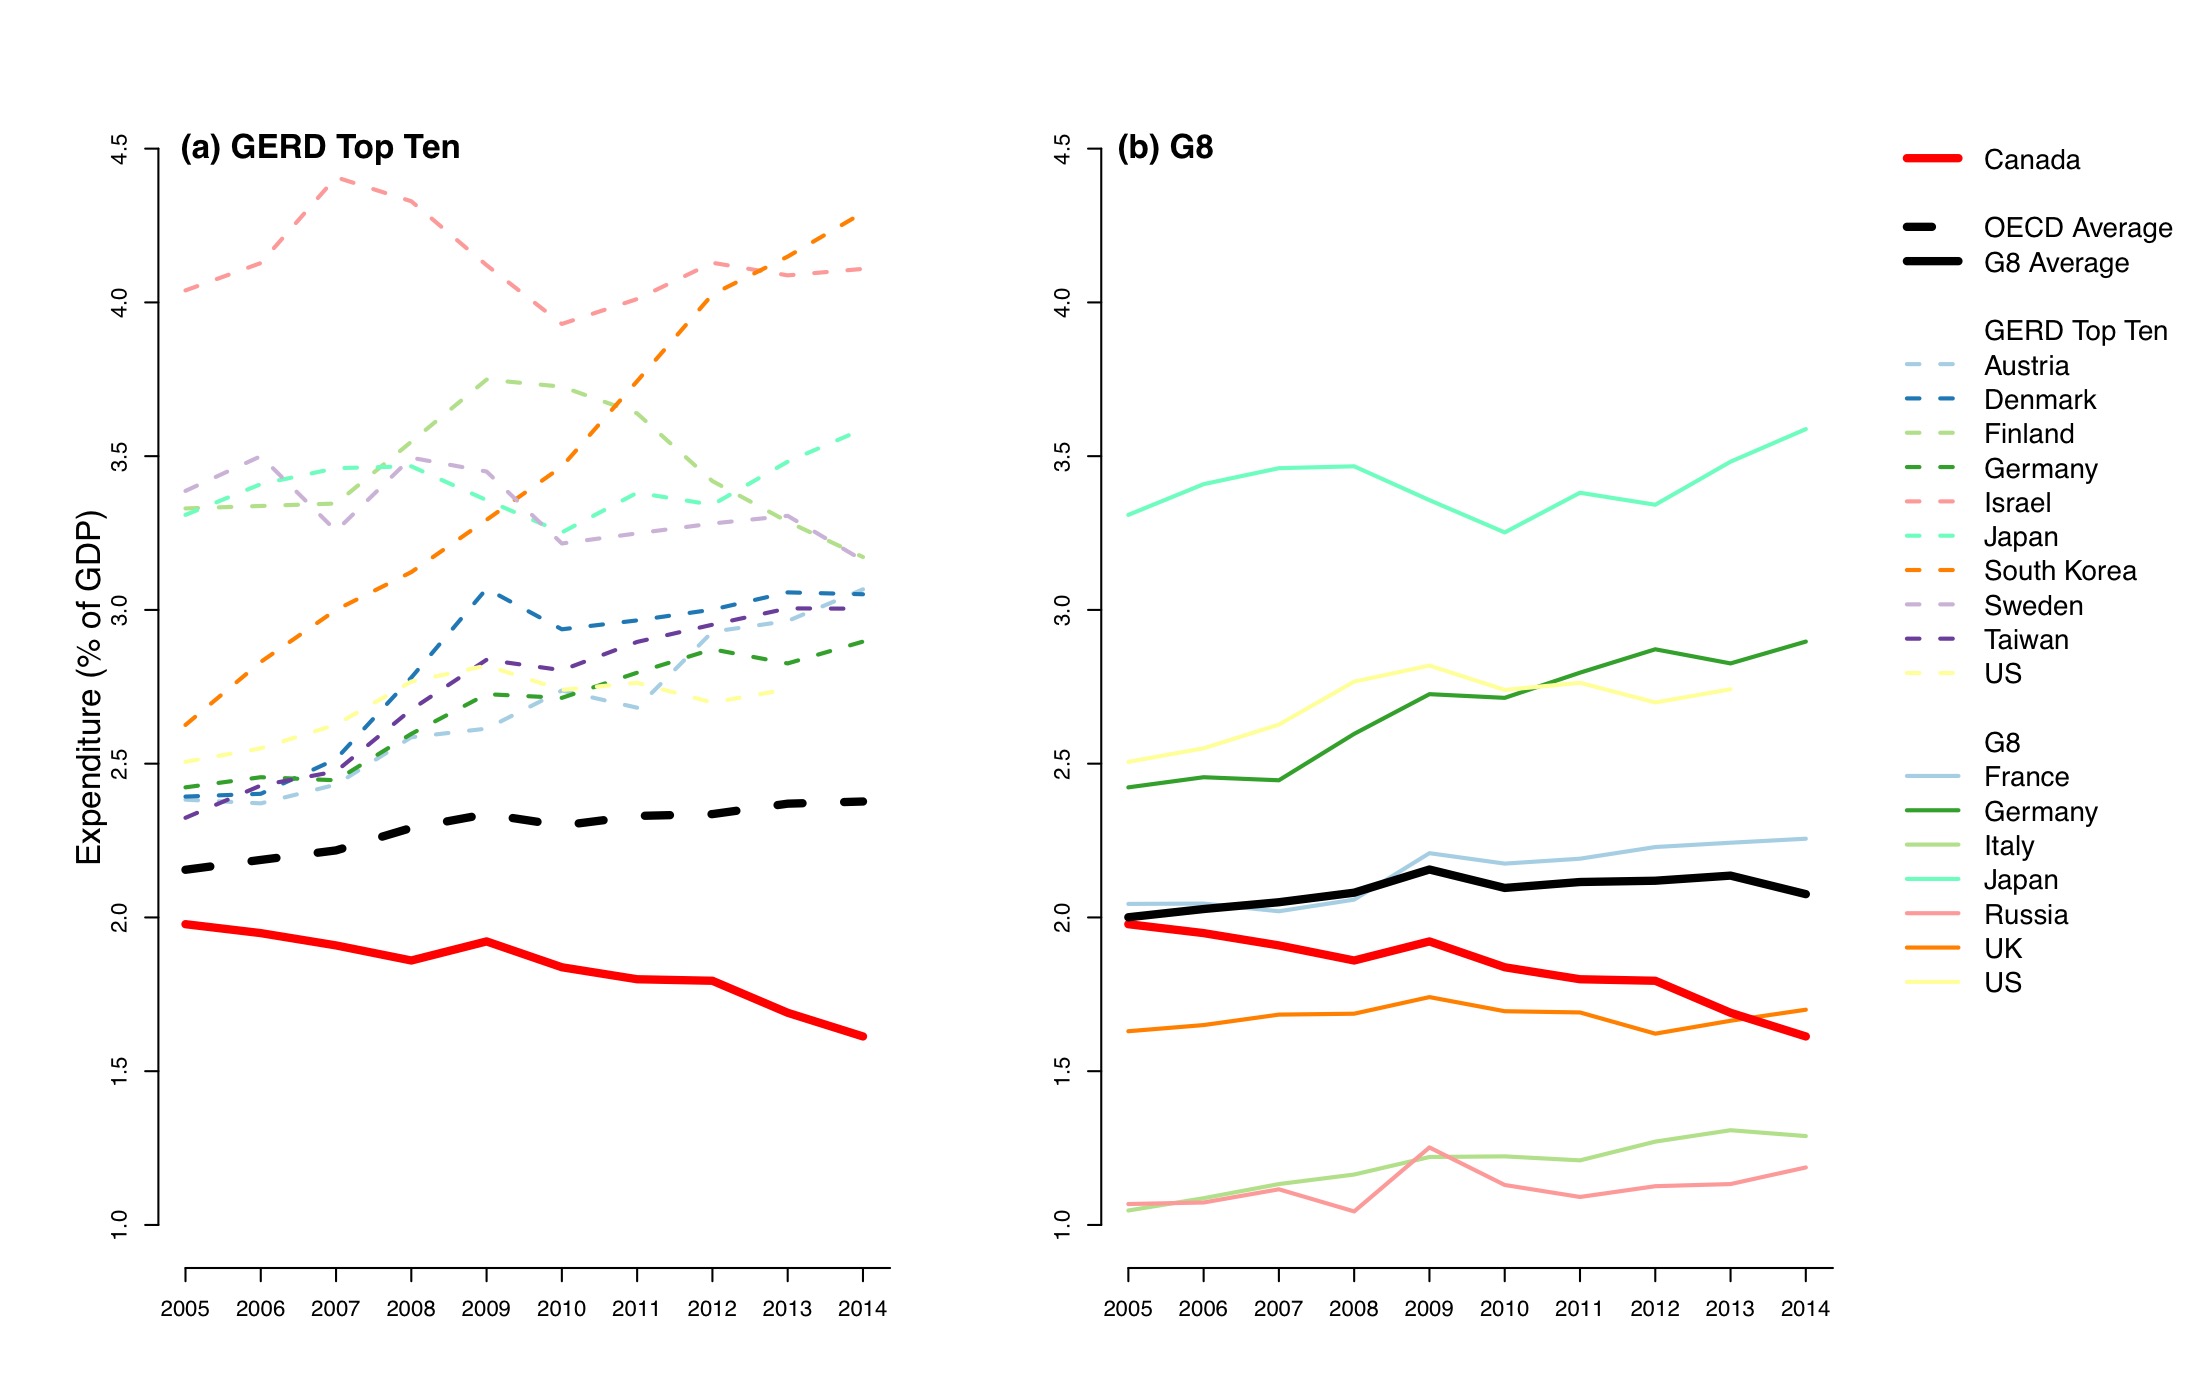 (a) GERD Top Ten
Expenditure (% of GDP)
4.5
4.0
3.5
3.0
2.5
2.0
1.5
1.0
2005 2006 2007 2008 2009 2010 2011 2012 2013 2014
(b) G8
4.5
4.0
3.5
3.0
2.5
2.0
1.5
1.0
2005 2006 2007 2008 2009 2010 2011 2012 2013 2014
Canada
OECD Average
G8 Average
GERD Top Ten
Austria
Denmark
Finland
Germany
Israel
Japan
South Korea
Sweden
Taiwan
US
G8
France
Germany
Italy
Japan
Russia
UK
US